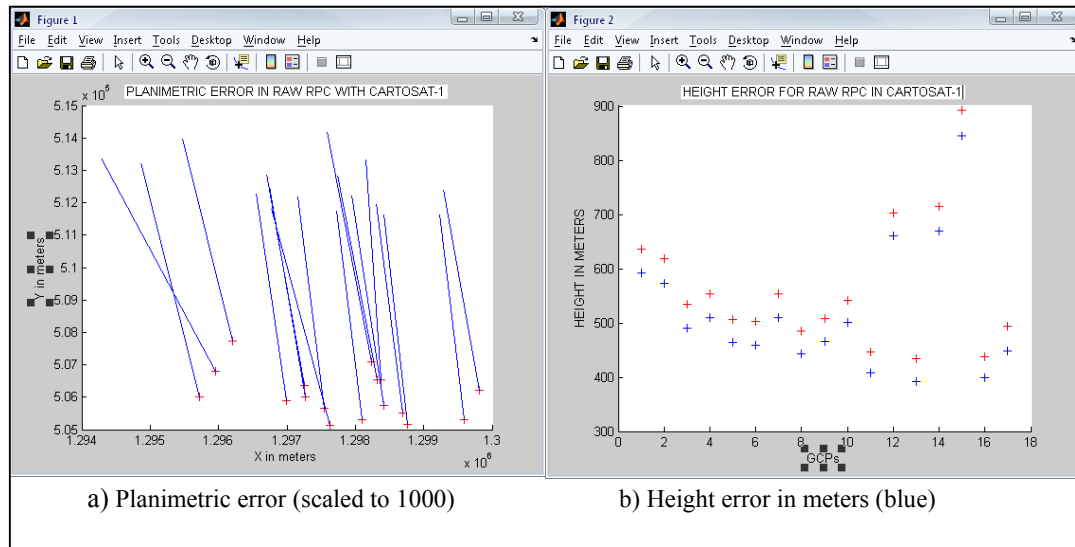 Figure 1
File Edit View Insert Tools Desktop Window Help
PLANIMETRIC ERROR IN RAW RPC WITH CARTOSAT-1
5.15 x 10^5
5.14
5.13
5.12
5.11
5.1
5.09
5.08
5.07
5.06
5.05
Y in meters
1.294 1.295 1.296 1.297 1.298 1.299 1.3
X in meters
x 10^6
a) Planimetric error (scaled to 1000)
Figure 2
File Edit View Insert Tools Desktop Window Help
HEIGHT ERROR FOR RAW RPC IN CARTOSAT-1
900
800
700
600
500
400
300
HEIGHT IN METERS
0 2 4 6 8 10 12 14 16 18
GCPs
b) Height error in meters (blue)